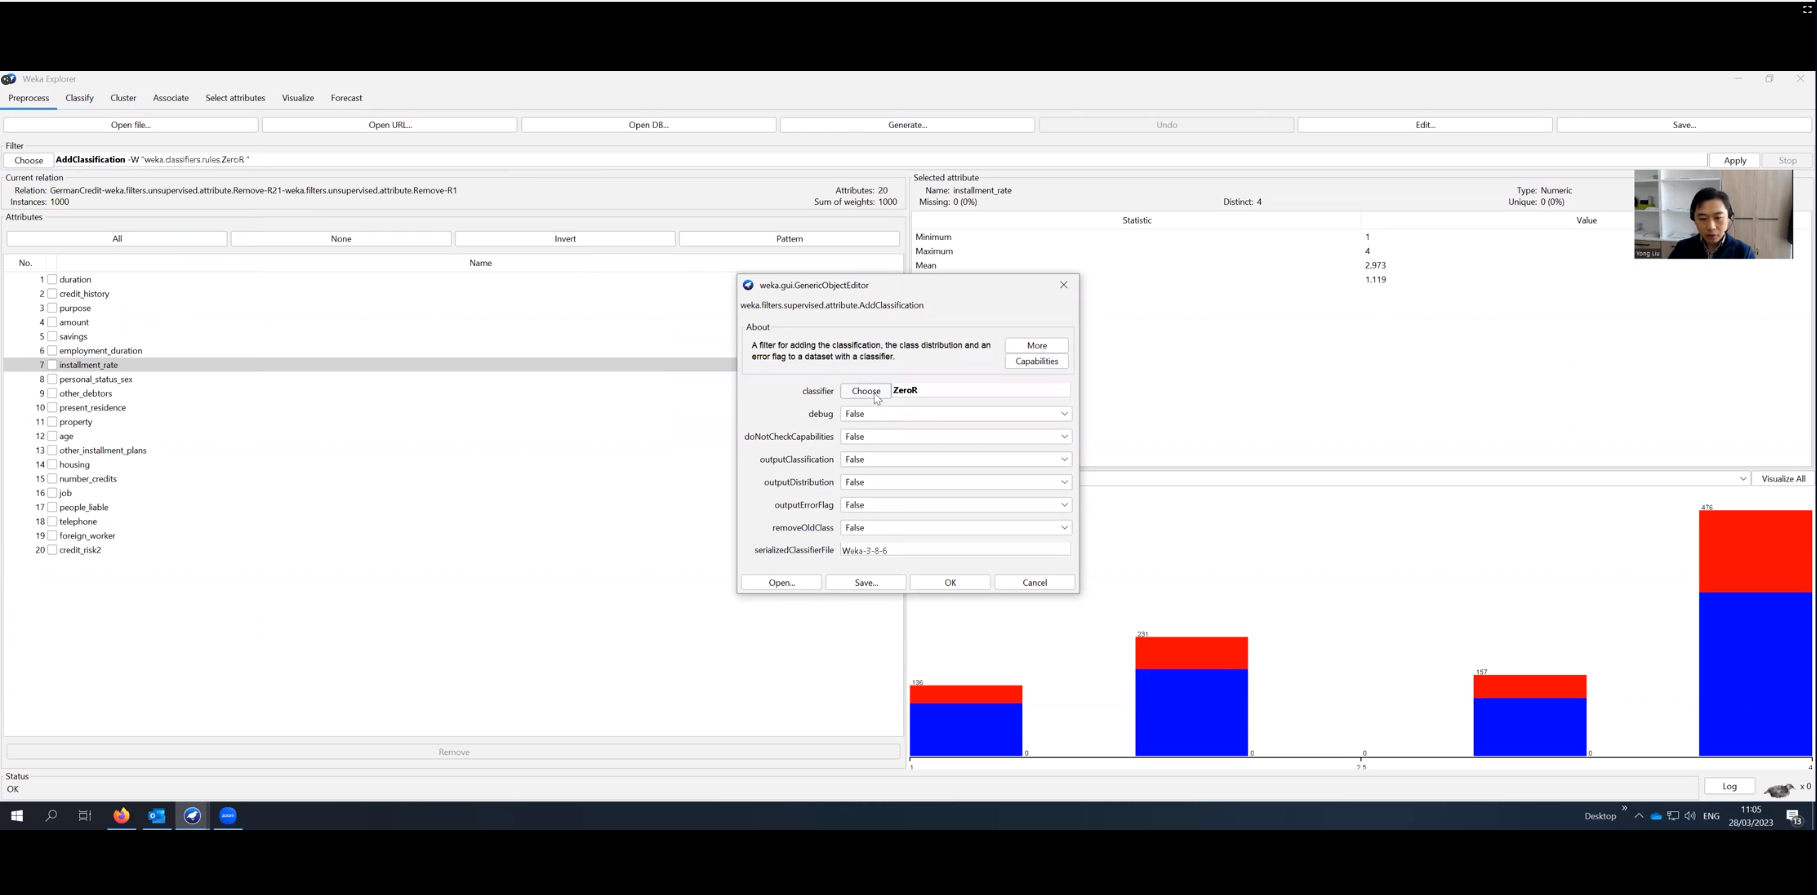 Weka Explorer
Preprocess Classify Cluster Associate Select attributes Visualize Forecast
Open file... Open URL... Open DB... Generate... Undo Edit... Save...
Filter
Choose AddClassification -W "weka.classifiers.rules.ZeroR " Apply Stop
Current relation
Relation: GermanCredit-weka.filters.unsupervised.attribute.Remove-R21-weka.filters.unsupervised.attribute.Remove-R1 Attributes: 20
Instances: 1000 Sum of weights: 1000
Selected attribute
Name: installment_rate Type: Numeric
Missing: 0 (0%) Distinct: 4 Unique: 0 (0%)
Statistic Value
Minimum 1
Maximum 4
Mean 2.973
1.119
Yong Liu
Attributes
All None Invert Pattern
No. Name
1 duration
2 credit_history
3 purpose
4 amount
5 savings
6 employment_duration
7 installment_rate
8 personal_status_sex
9 other_debtors
10 present_residence
11 property
12 age
13 other_installment_plans
14 housing
15 number_credits
16 job
17 people_liable
18 telephone
19 foreign_worker
20 credit_risk2
Remove
weka.gui.GenericObjectEditor
weka.filters.supervised.attribute.AddClassification
About
A filter for adding the classification, the class distribution and an
error flag to a dataset with a classifier.
More
Capabilities
classifier Choose ZeroR
debug False
doNotCheckCapabilities False
outputClassification False
outputDistribution False
outputErrorFlag False
removeOldClass False
serializedClassifierFile Weka-3-8-6
Open... Save... OK Cancel
Visualize All
476
231
157
136
0 0 0 0
1 2.5 4
Status
OK
Log x 0
zoom
Desktop ENG
11:05
28/03/2023
13